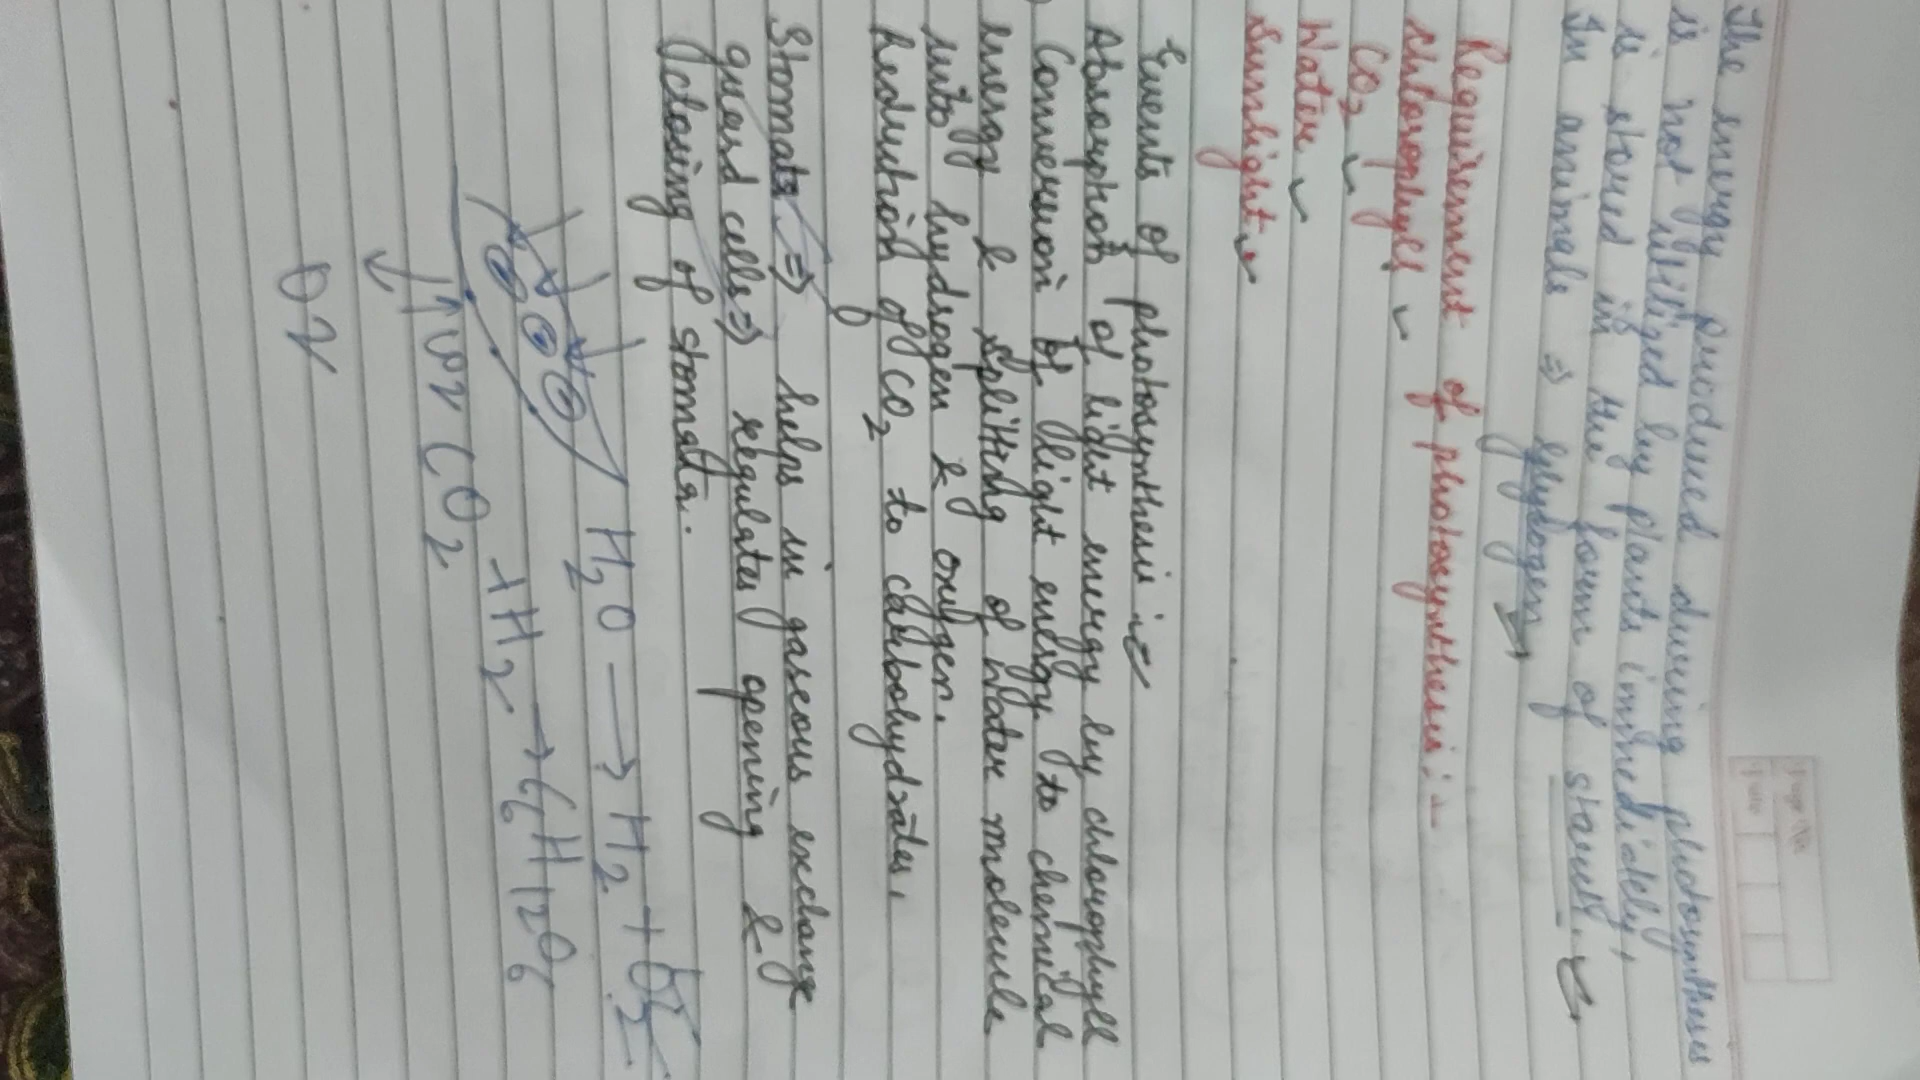 Page No.
Date
The energy produced during photosynthesis
is not utilized by plants immediately,
is stored in the form of starch.
In animals ⇒ glycogen
Requirement of photosynthesis :-
chlorophyll ✓
CO2 ✓
Water ✓
Sunlight ✓
Events of photosynthesis :-
Absorption of light energy by chlorophyll
Conversion of light energy to chemical
energy & splitting of water molecule
into hydrogen & oxygen.
Reduction of CO2 to carbohydrates.
Stomata ⇒ helps in gaseous exchange
guard cells ⇒ regulates opening &
closing of stomata.
H2O → H2 + O2
CO2 + H2 → C6H12O6
O2